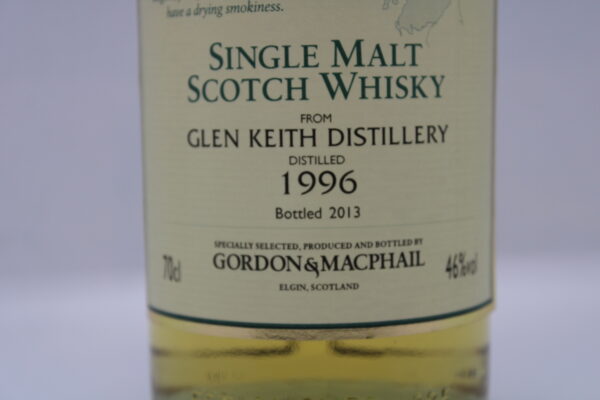 have a drying smokiness.
SINGLE MALT
SCOTCH WHISKY
FROM
GLEN KEITH DISTILLERY
DISTILLED
1996
Bottled 2013
SPECIALLY SELECTED, PRODUCED AND BOTTLED BY
70cl GORDON&MACPHAIL 46%vol
ELGIN, SCOTLAND